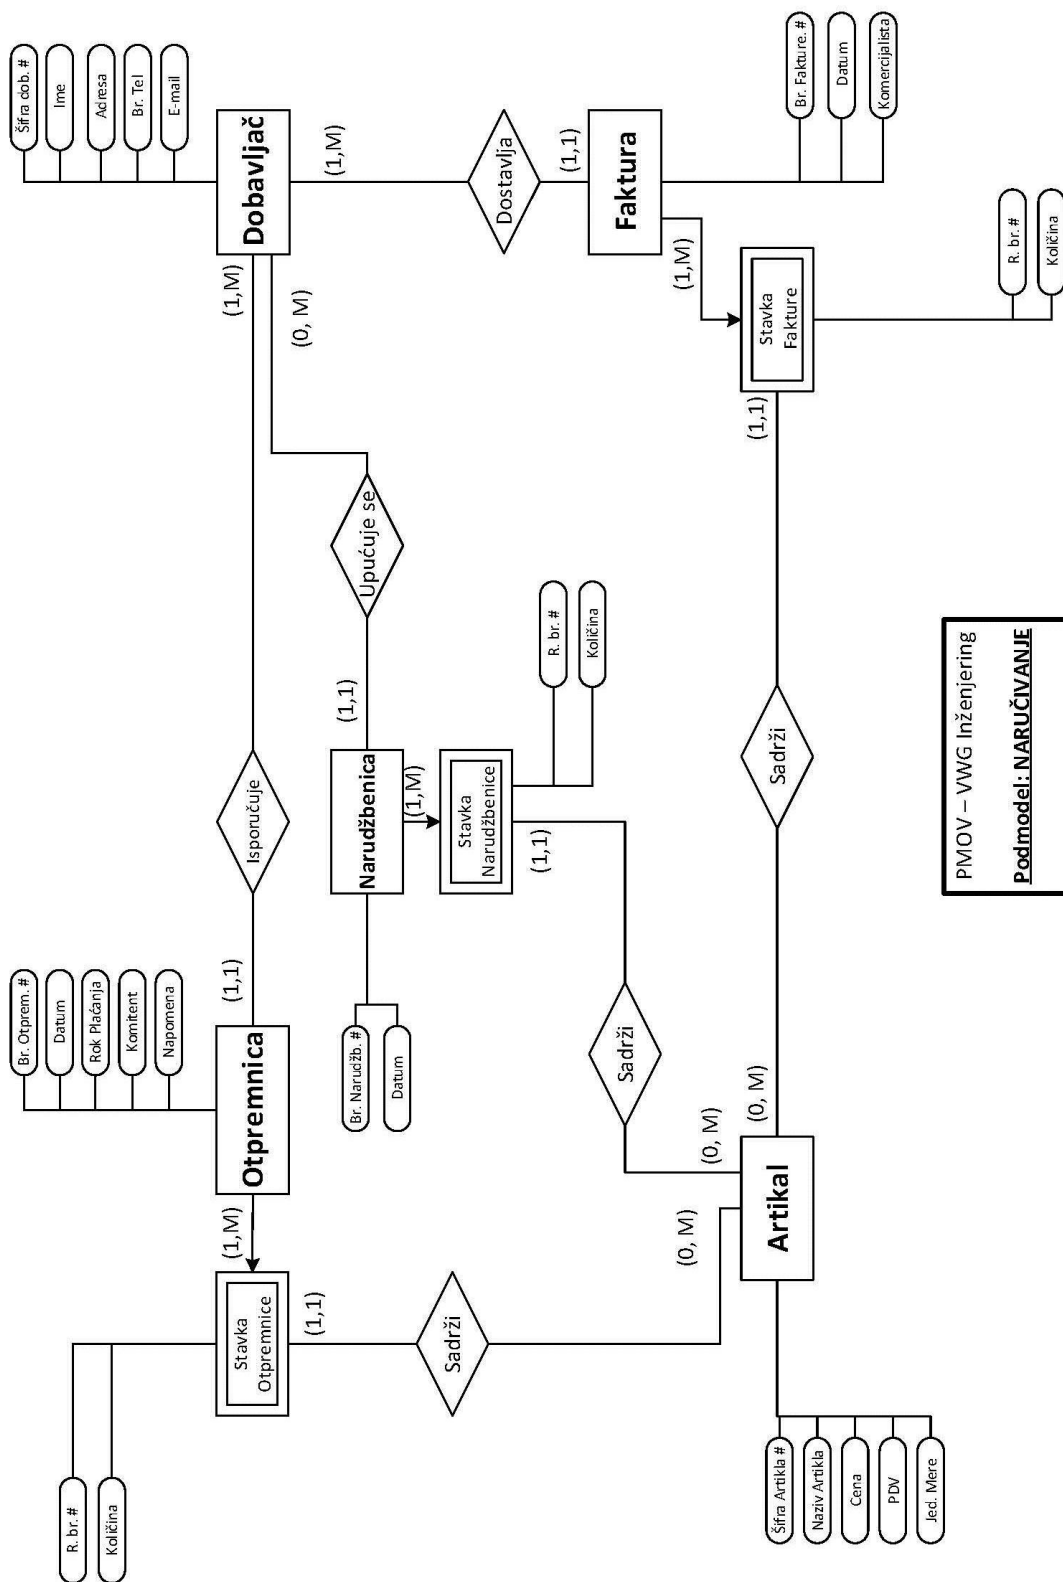 R. br. #
Količina
Br. Otprem. #
Datum
Rok Plaćanja
Komitent
Napomena
Šifra dob. #
Ime
Adresa
Br. Tel
E-mail
Stavka
Otpremnice
(1,M)
Otpremnica
(1,1)
Isporučuje
(1,M)
Dobavljač
(1,1)
(0, M)
(1,M)
Br. Narudžb. #
Datum
Narudžbenica
(1,1)
Upućuje se
(1,M)
Stavka
Narudžbenice
(1,1)
R. br. #
Količina
Sadrži
Sadrži
Dostavlja
(1,1)
Faktura
(0, M)
(0, M)
(1,M)
Šifra Artikla #
Naziv Artikla
Cena
PDV
Jed. Mere
Artikal
(0, M)
Sadrži
(1,1)
Stavka
Fakture
Br. Fakture. #
Datum
Komercijalista
R. br. #
Količina
PMOV – VWG Inženjering
Podmodel: NARUČIVANJE